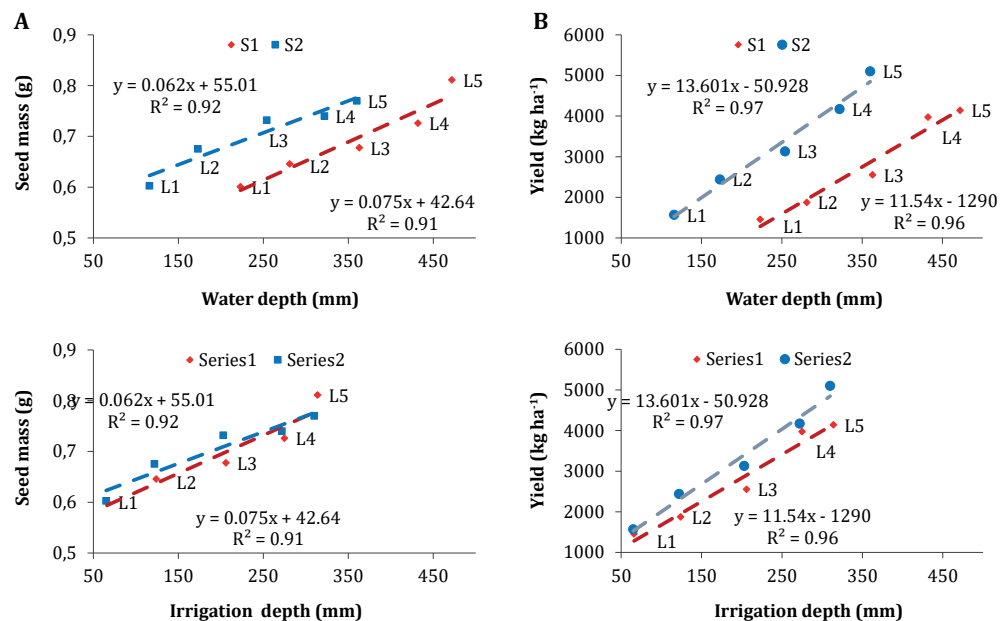 A
0,9
0,8
0,7
0,6
0,5
Seed mass (g)
S1 S2
y = 0.062x + 55.01
R² = 0.92
L1 L2 L3 L4 L5
L1 L2 L3 L4 L5
y = 0.075x + 42.64
R² = 0.91
50 150 250 350 450
Water depth (mm)
B
6000
5000
4000
3000
2000
1000
Yield (kg ha⁻¹)
S1 S2
y = 13.601x - 50.928
R² = 0.97
L1 L2 L3 L4 L5
L1 L2 L3 L4 L5
y = 11.54x - 1290
R² = 0.96
50 150 250 350 450
Water depth (mm)
0,9
0,8
0,7
0,6
0,5
Seed mass (g)
Series1 Series2
y = 0.062x + 55.01
R² = 0.92
L1 L2 L3 L4 L5
y = 0.075x + 42.64
R² = 0.91
50 150 250 350 450
Irrigation depth (mm)
6000
5000
4000
3000
2000
1000
Yield (kg ha⁻¹)
Series1 Series2
y = 13.601x - 50.928
R² = 0.97
L1 L2 L3 L4 L5
y = 11.54x - 1290
R² = 0.96
50 150 250 350 450
Irrigation depth (mm)